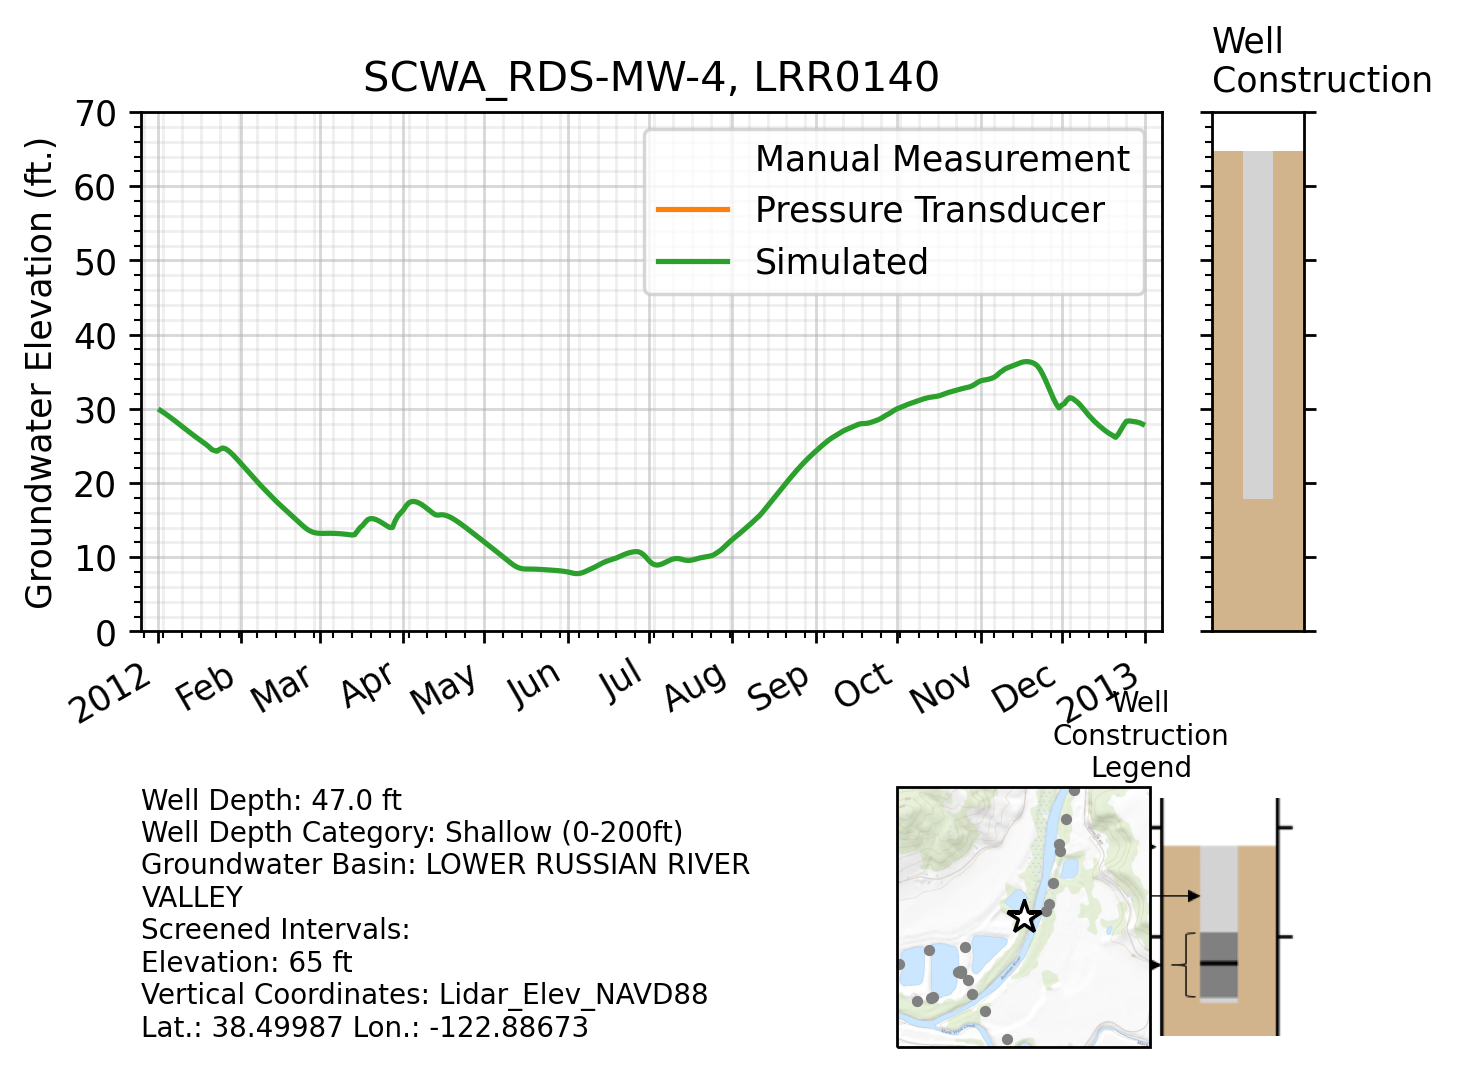 Well
Construction
SCWA_RDS-MW-4, LRR0140
Groundwater Elevation (ft.)
70
60
50
40
30
20
10
0
Manual Measurement
Pressure Transducer
Simulated
2012
Feb
Mar
Apr
May
Jun
Jul
Aug
Sep
Oct
Nov
Dec
2013
Well
Construction
Legend
Well Depth: 47.0 ft
Well Depth Category: Shallow (0-200ft)
Groundwater Basin: LOWER RUSSIAN RIVER
VALLEY
Screened Intervals:
Elevation: 65 ft
Vertical Coordinates: Lidar_Elev_NAVD88
Lat.: 38.49987 Lon.: -122.88673